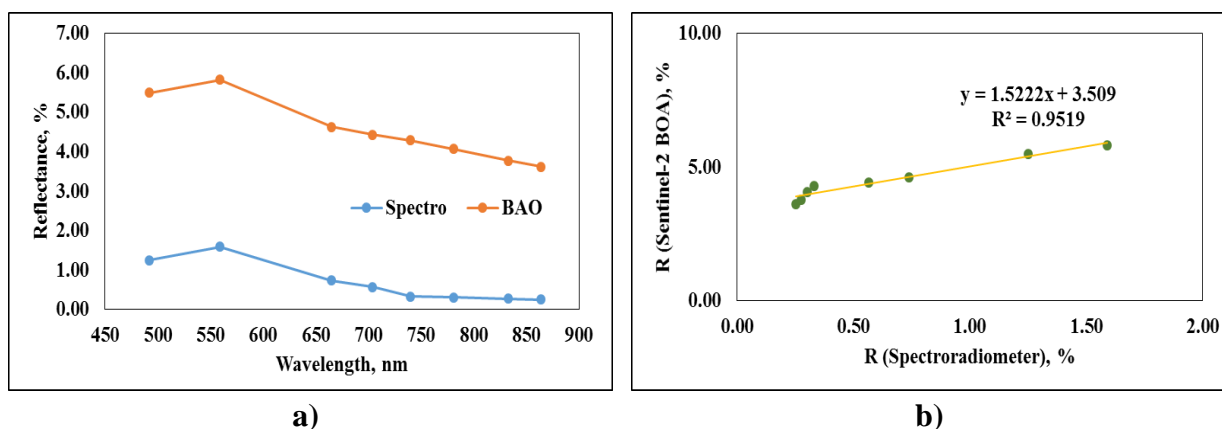 7.00
6.00
5.00
4.00
3.00
2.00
1.00
0.00
Reflectance, %
Spectro
BAO
450 500 550 600 650 700 750 800 850 900
Wavelength, nm
a)
10.00
5.00
0.00
R (Sentinel-2 BOA), %
y = 1.5222x + 3.509
R² = 0.9519
0.00 0.50 1.00 1.50 2.00
R (Spectroradiometer), %
b)